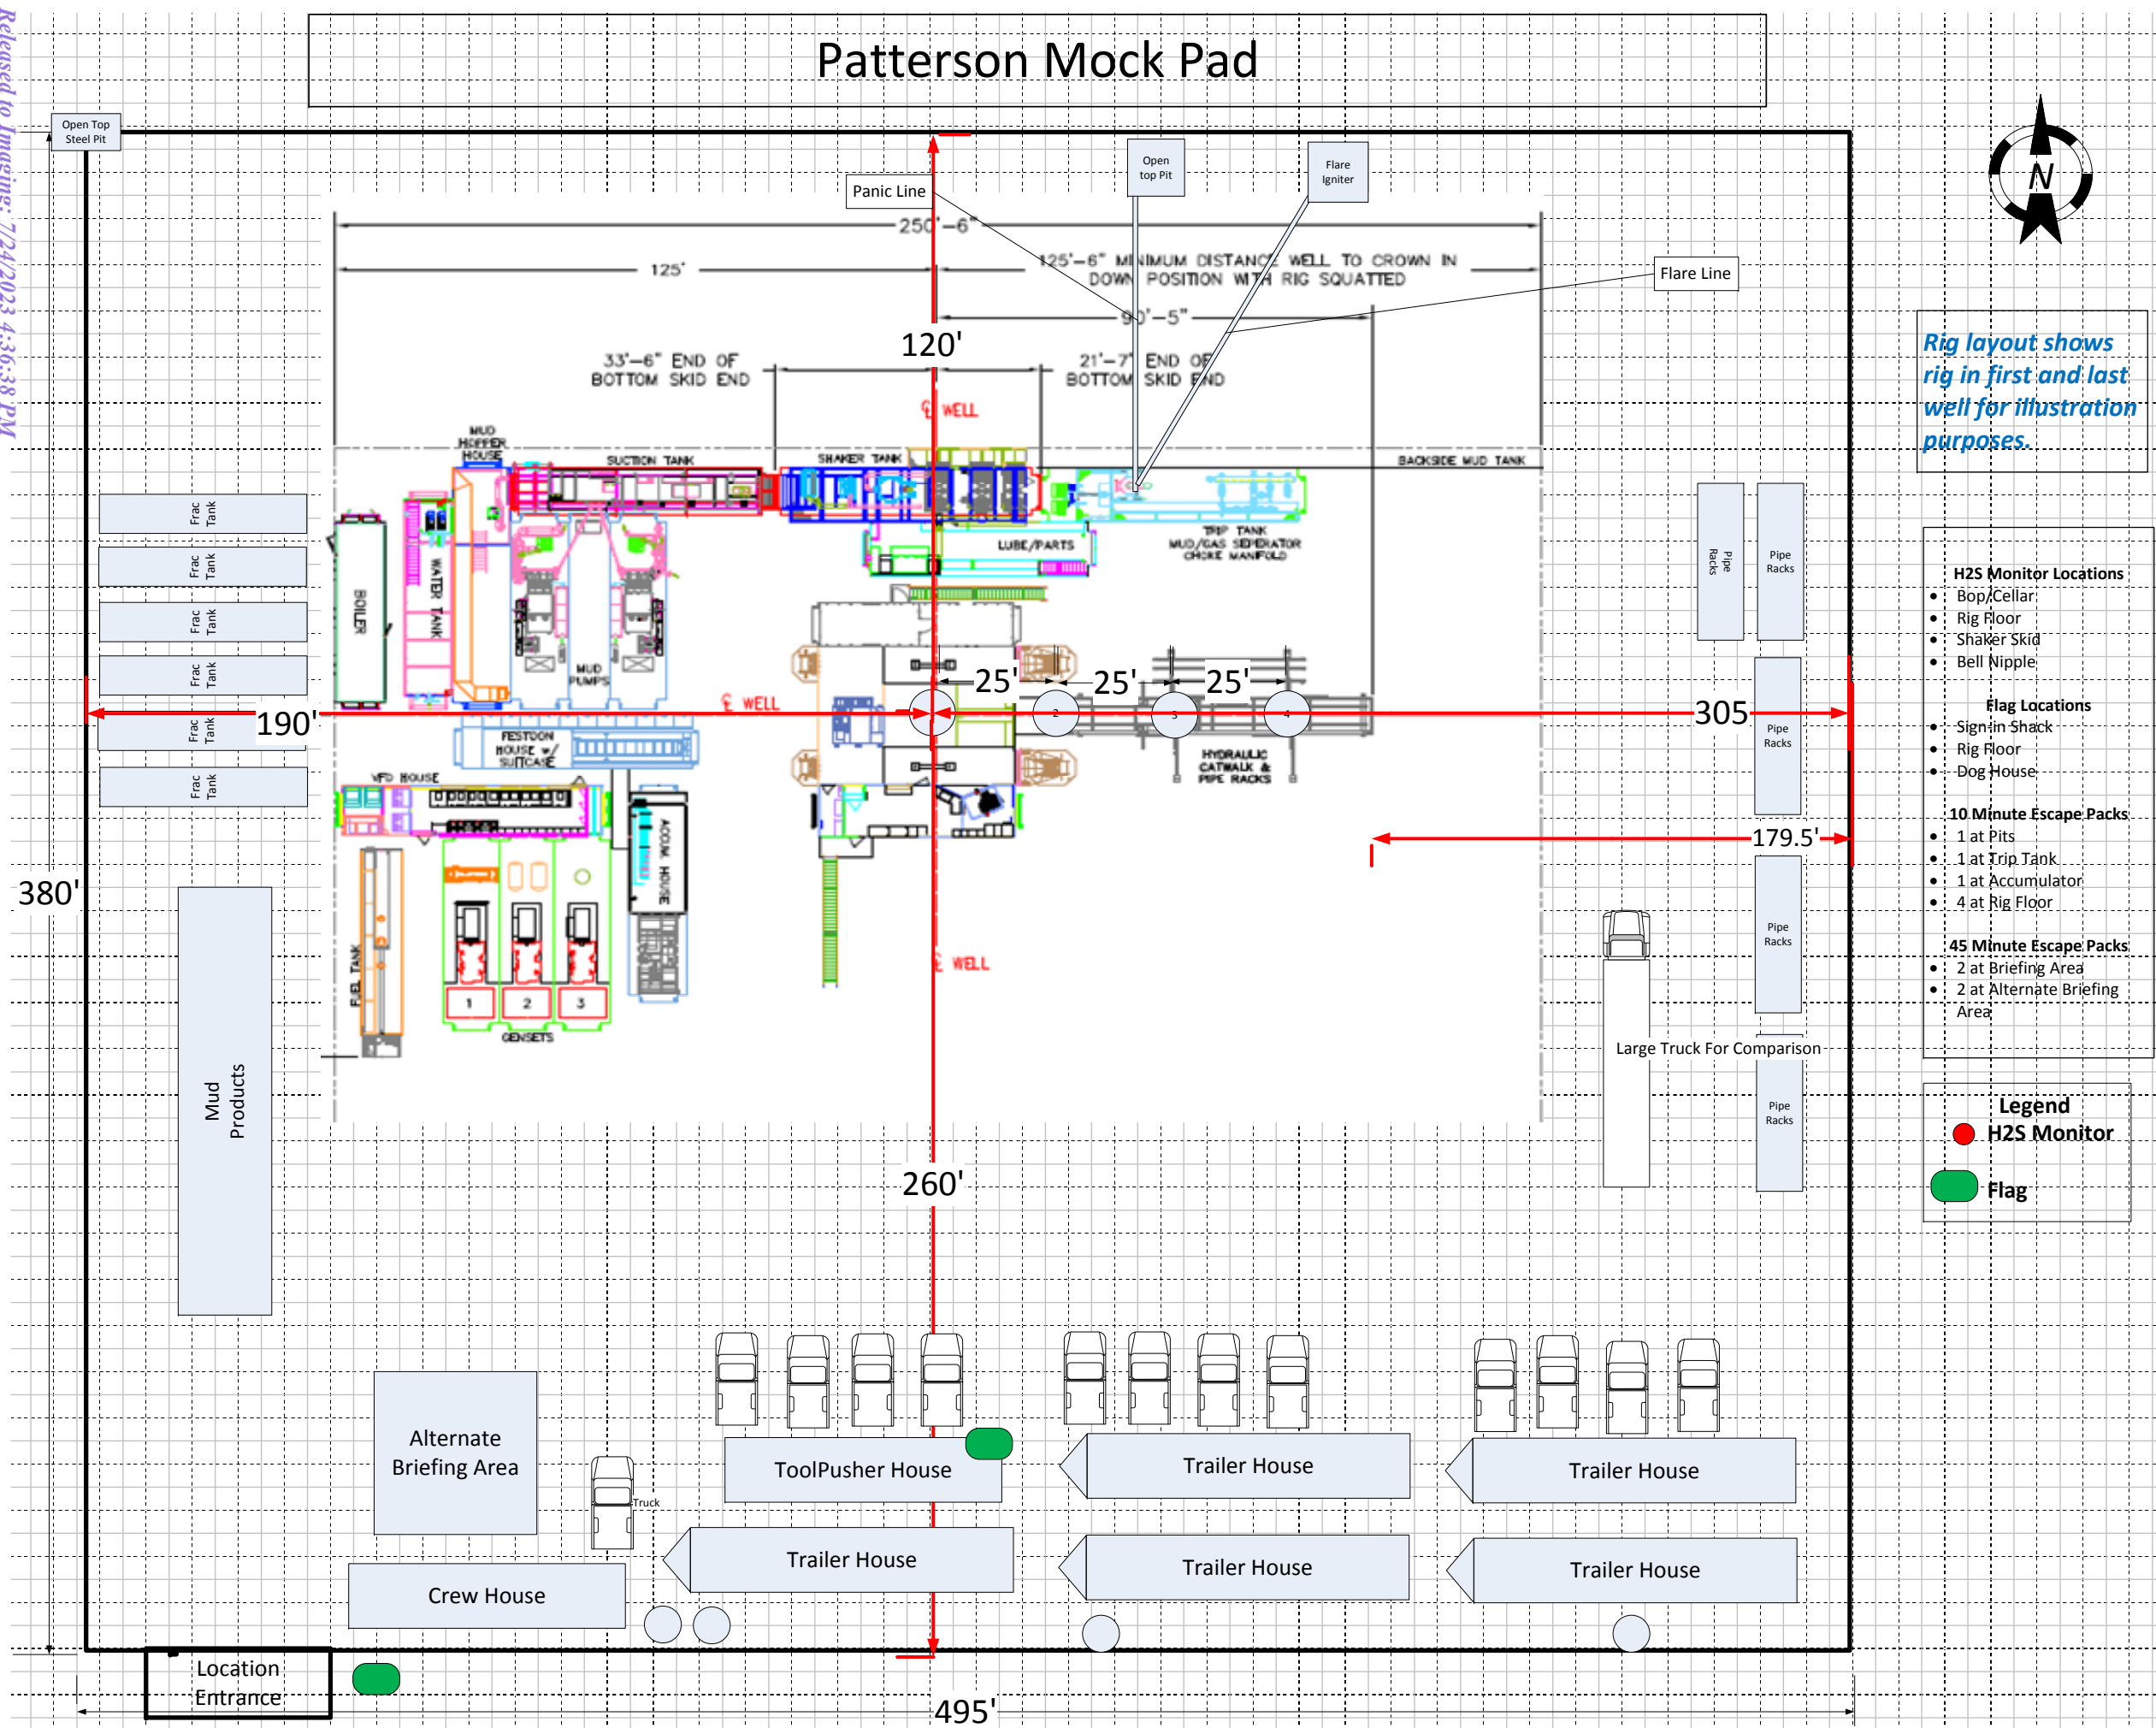 Released to Imaging: 7/24/2023 4:36:38 PM
Patterson Mock Pad
Open Top
Steel Pit
Open
top Pit
Flare
Igniter
N
Panic Line
250'-6"
125'
125'-6" MINIMUM DISTANCE WELL TO CROWN IN
DOWN POSITION WITH RIG SQUATTED
Flare Line
90'-5"
120'
33'-6" END OF
BOTTOM SKID END
21'-7" END OF
BOTTOM SKID END
Rig layout shows
rig in first and last
well for illustration
purposes.
℄ WELL
MUD
HOPPER
HOUSE
SUCTION TANK
SHAKER TANK
BACKSIDE MUD TANK
Frac
Tank
Frac
Tank
Frac
Tank
Frac
Tank
Frac
Tank
Frac
Tank
BOILER
WATER TANK
MUD
PUMPS
LUBE/PARTS
TRIP TANK
MUD/GAS SEPERATOR
CHOKE MANIFOLD
Pipe
Racks
Pipe
Racks
Pipe
Racks
Pipe
Racks
Pipe
Racks
H2S Monitor Locations
• Bop/Cellar
• Rig Floor
• Shaker Skid
• Bell Nipple
Flag Locations
• Sign-in Shack
• Rig Floor
• Dog House
10 Minute Escape Packs
• 1 at Pits
• 1 at Trip Tank
• 1 at Accumulator
• 4 at Rig Floor
45 Minute Escape Packs
• 2 at Briefing Area
• 2 at Alternate Briefing
Area
25'
25'
25'
℄ WELL
2
3
4
190'
305
FESTOON
HOUSE w/
SUITCASE
HYDRAULIC
CATWALK &
PIPE RACKS
VFD HOUSE
ACCUM. HOUSE
179.5'
380'
FUEL TANK
1
2
3
GENSETS
℄ WELL
Large Truck For Comparison
Mud
Products
Legend
H2S Monitor
Flag
260'
Alternate
Briefing Area
Truck
ToolPusher House
Trailer House
Trailer House
Trailer House
Trailer House
Trailer House
Crew House
Location
Entrance
495'